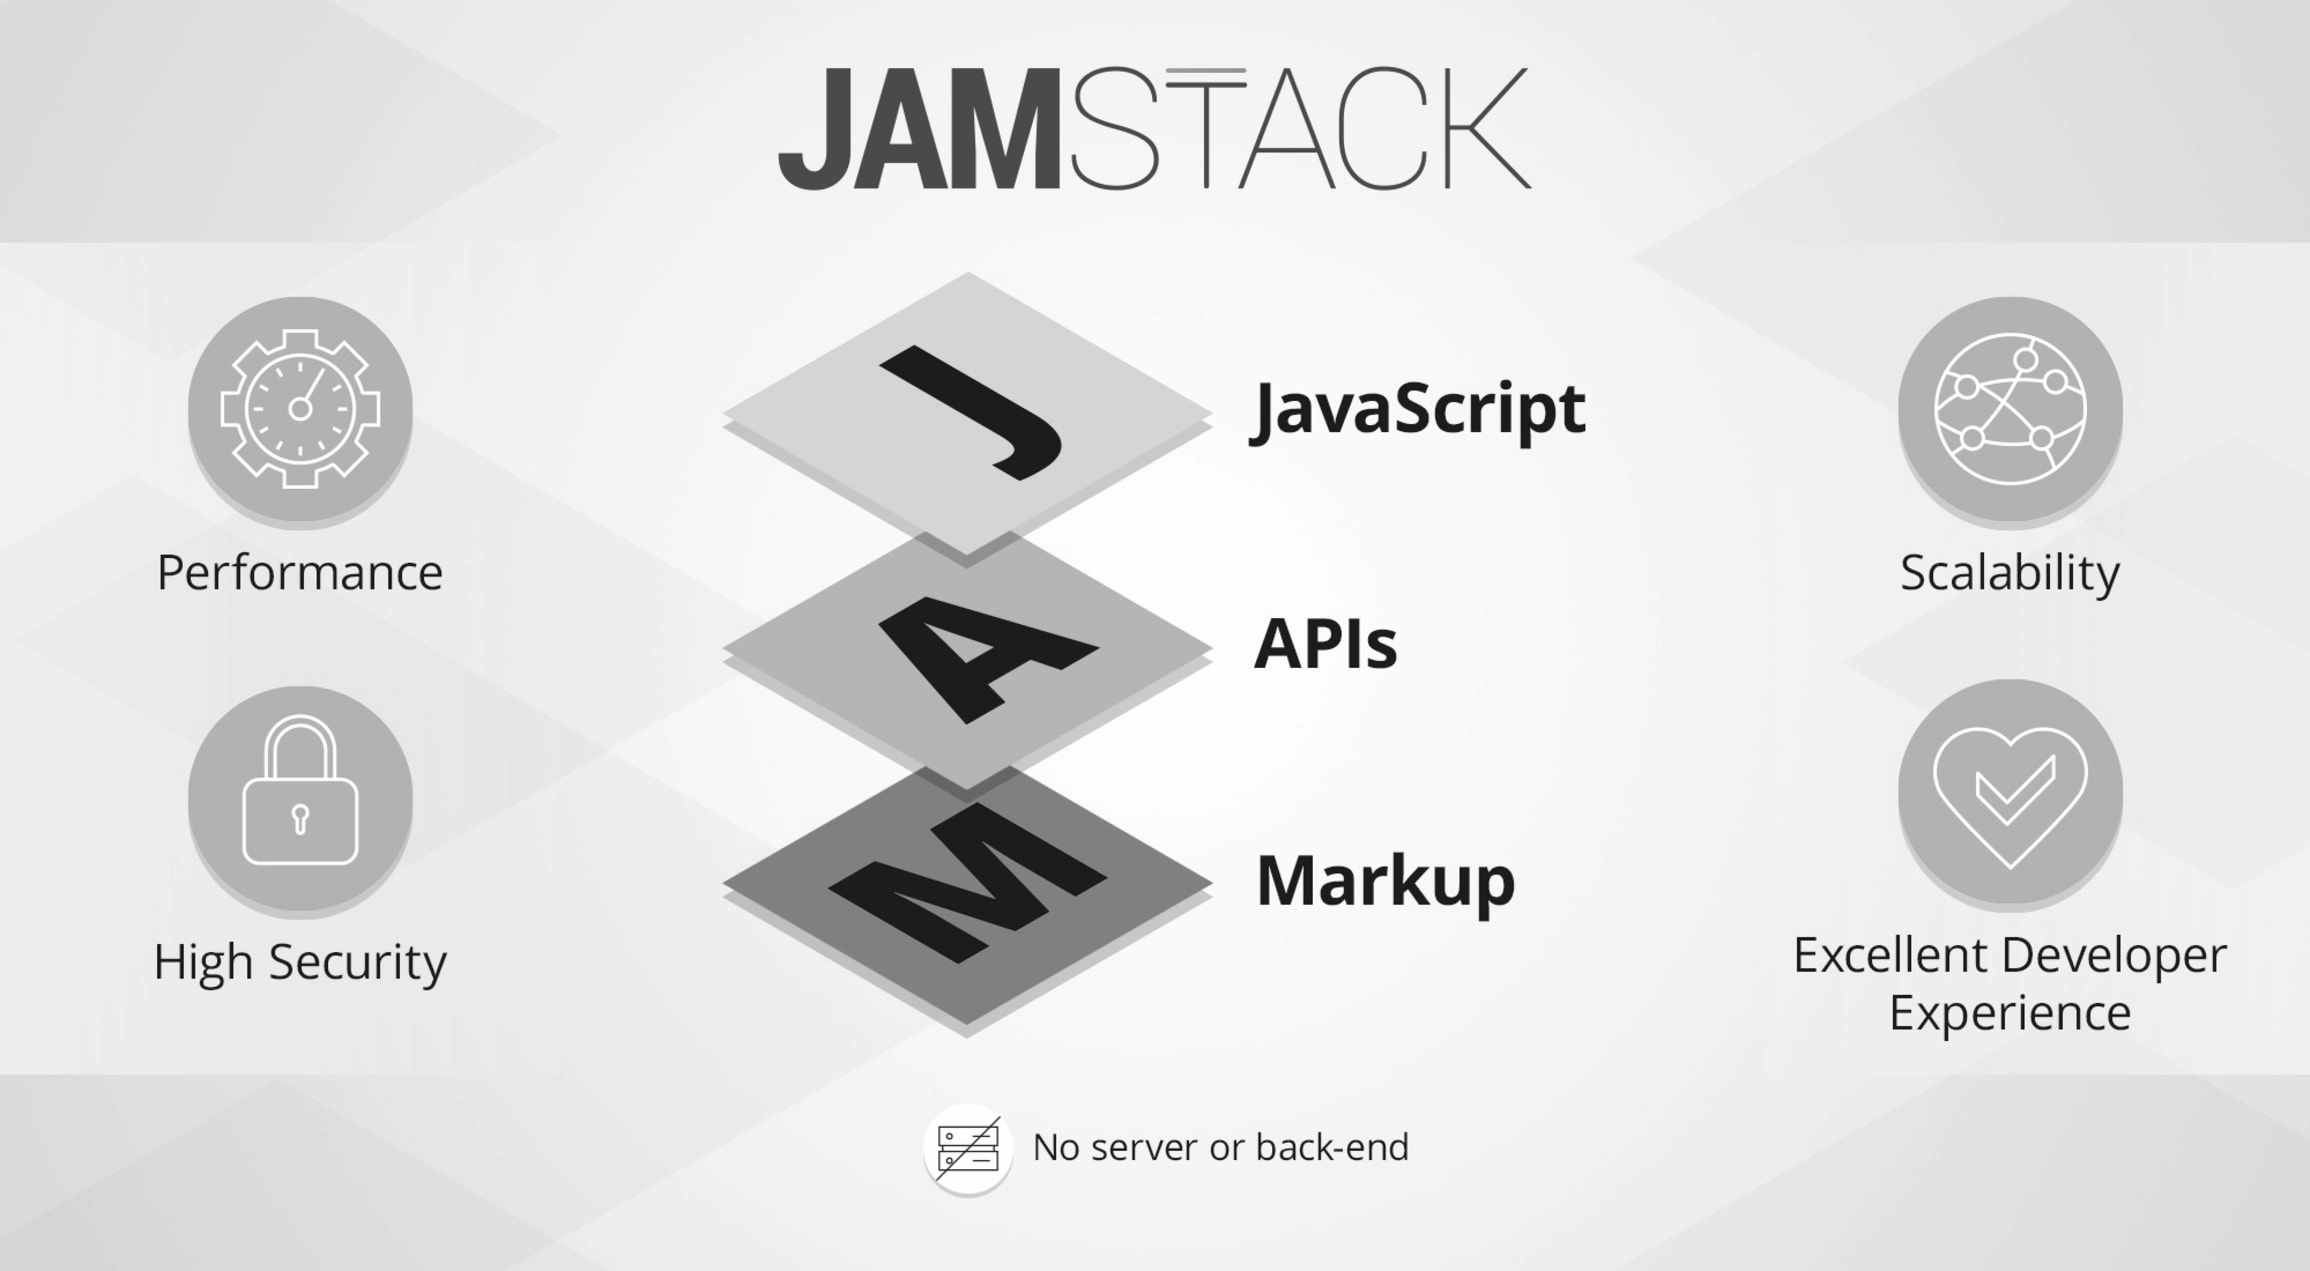 JAMSTACK
J
JavaScript
A
APIs
M
Markup
Performance
High Security
Scalability
Excellent Developer
Experience
No server or back-end